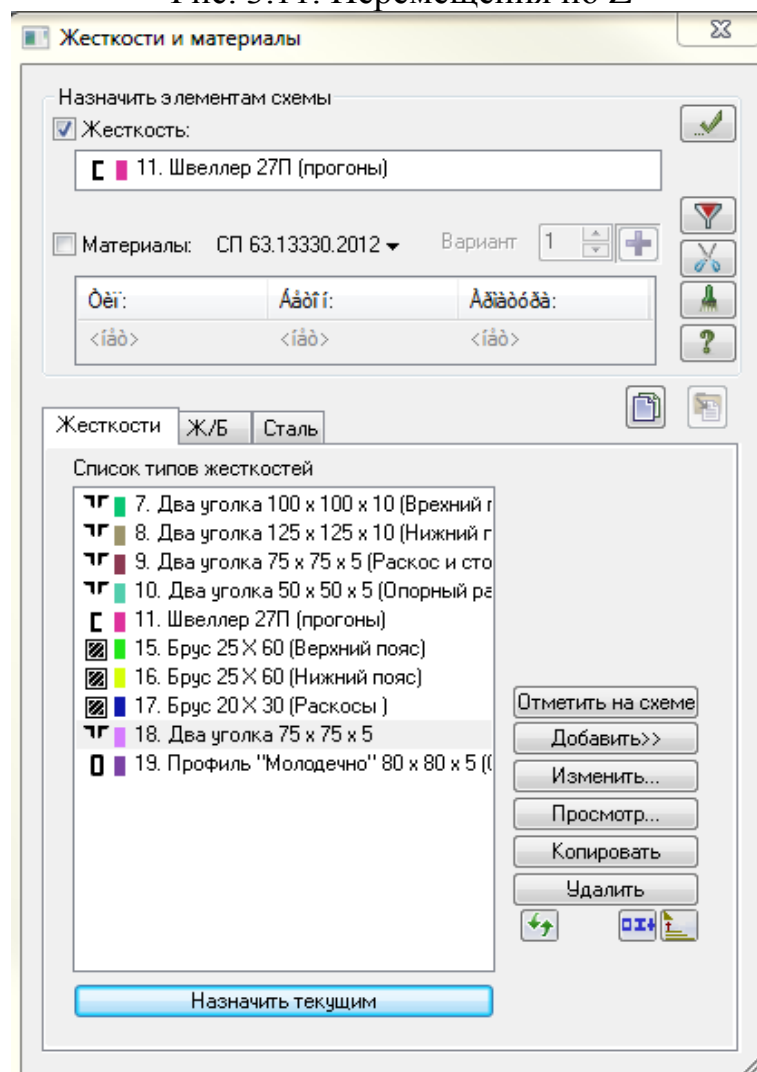 Рис. 3.11. Перемещения по Z
Жесткости и материалы
Назначить элементам схемы
Жесткость:
11. Швеллер 27П (прогоны)
Материалы: СП 63.13330.2012 Вариант 1
Òèï: Áåòîí: Àðìàòóðà:
<íåò> <íåò> <íåò>
Жесткости Ж/Б Сталь
Список типов жесткостей
7. Два уголка 100 x 100 x 10 (Врехний г
8. Два уголка 125 x 125 x 10 (Нижний г
9. Два уголка 75 x 75 x 5 (Раскос и сто
10. Два уголка 50 x 50 x 5 (Опорный ра
11. Швеллер 27П (прогоны)
15. Брус 25 X 60 (Верхний пояс)
16. Брус 25 X 60 (Нижний пояс)
17. Брус 20 X 30 (Раскосы )
18. Два уголка 75 x 75 x 5
19. Профиль "Молодечно" 80 x 80 x 5 ((
Отметить на схеме
Добавить>>
Изменить...
Просмотр...
Копировать
Удалить
Назначить текущим